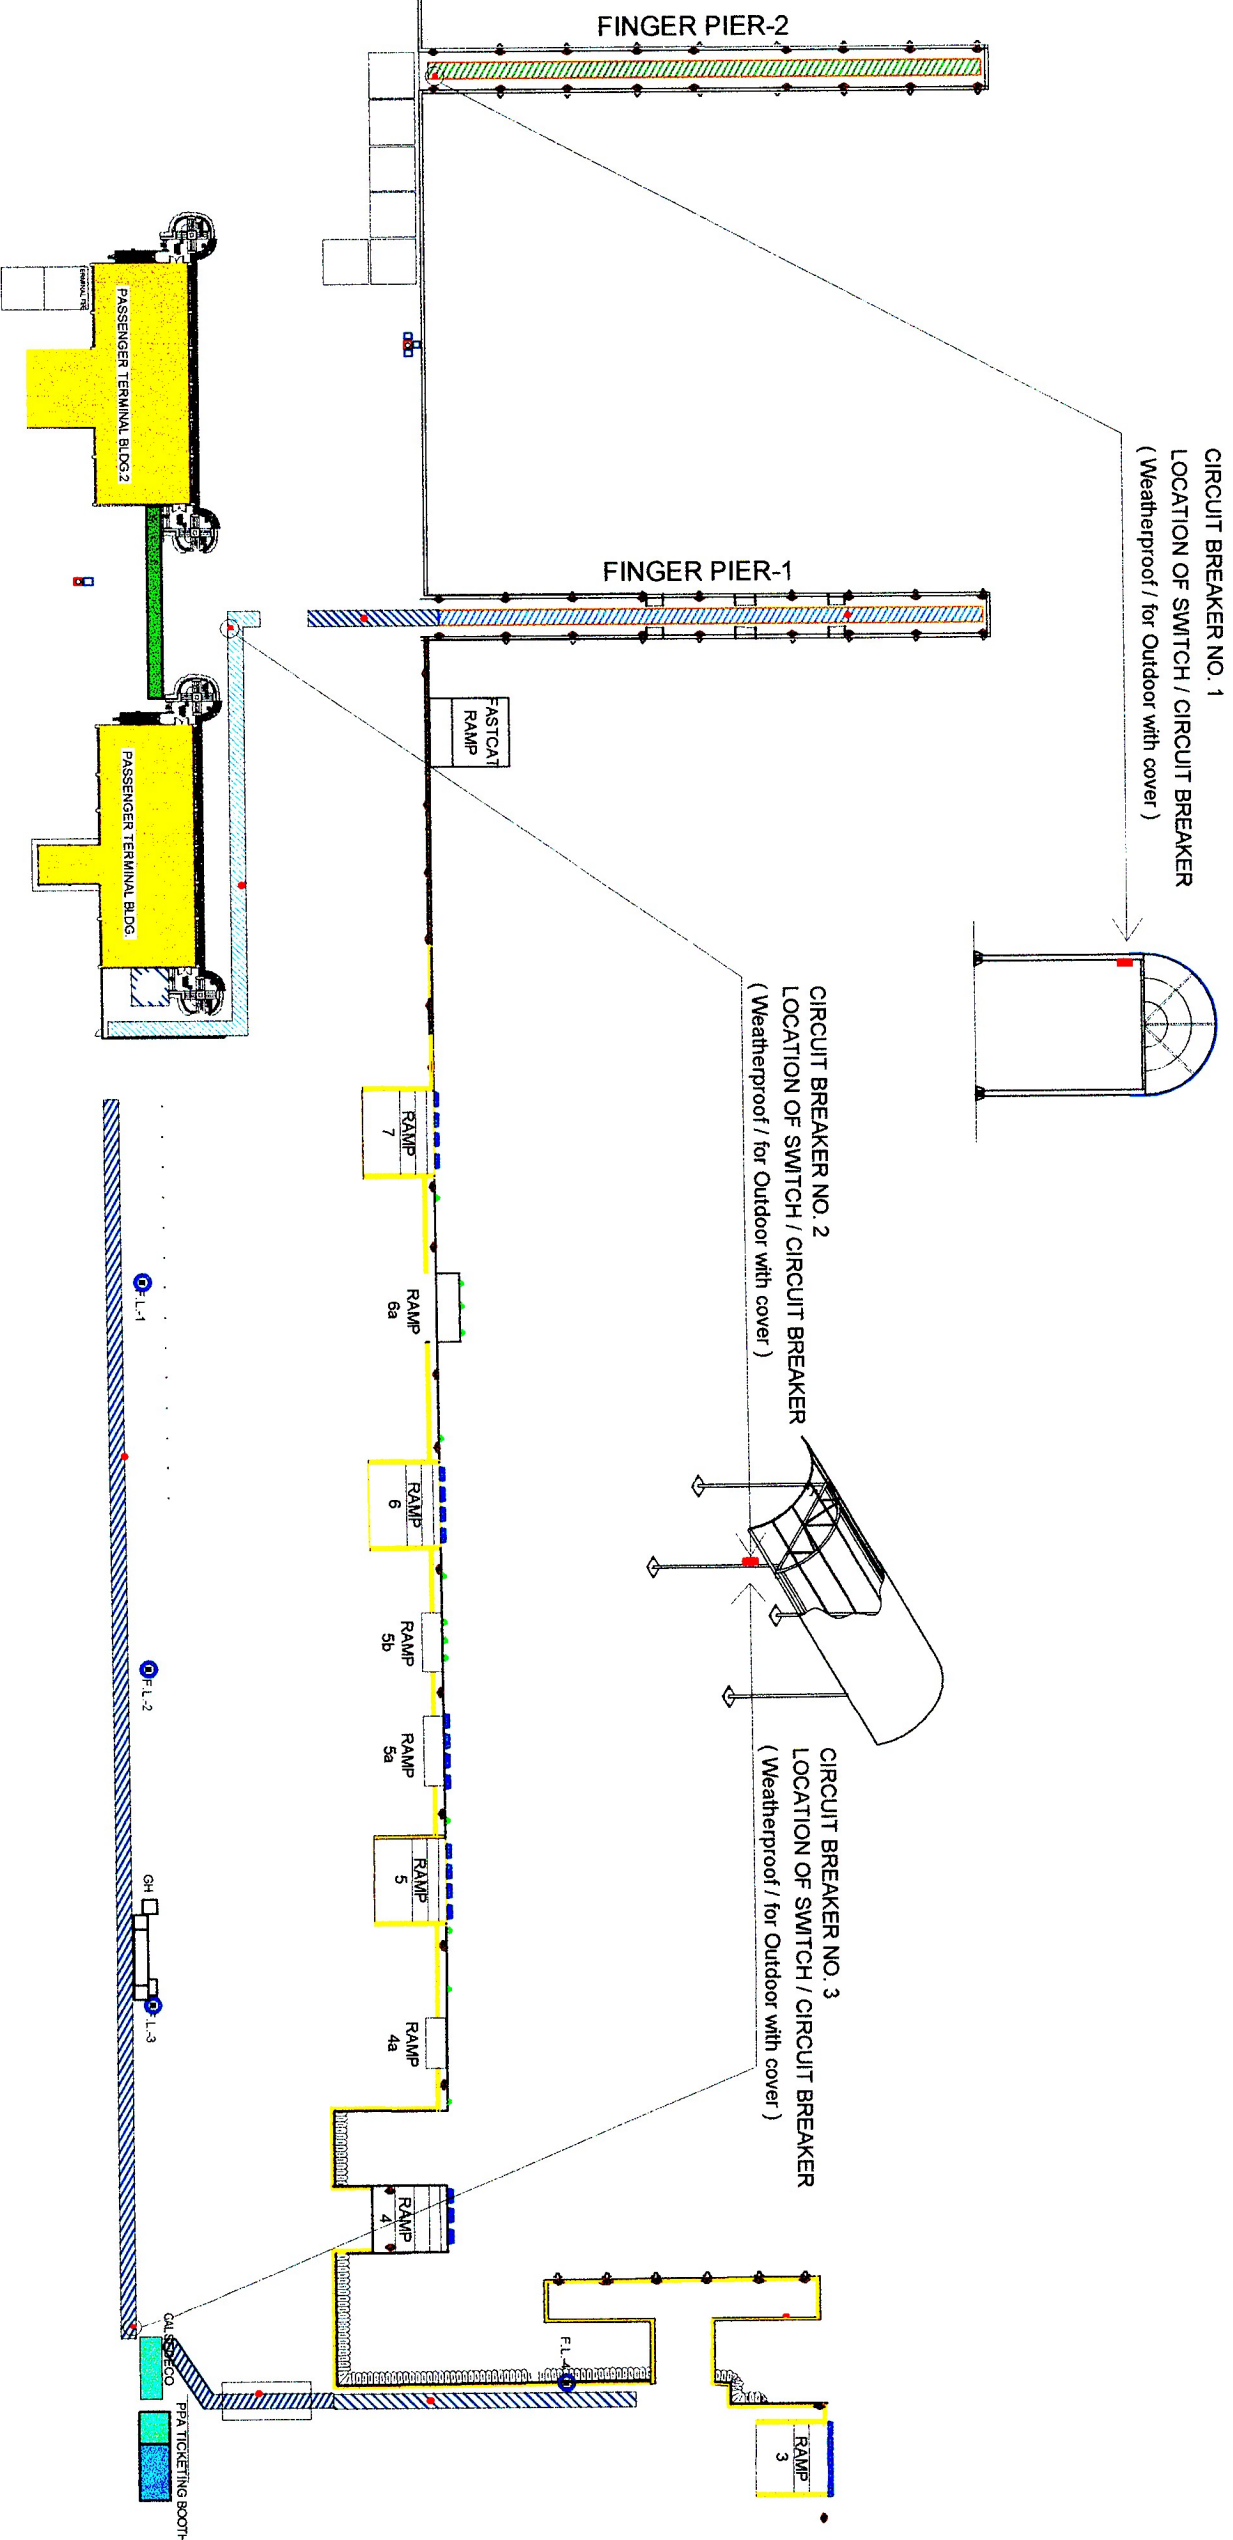 FINGER PIER-2
CIRCUIT BREAKER NO. 1
LOCATION OF SWITCH / CIRCUIT BREAKER
( Weatherproof / for Outdoor with cover )
PASSENGER TERMINAL BLDG.2
FINGER PIER-1
FASTCAT
RAMP
PASSENGER TERMINAL BLDG.
CIRCUIT BREAKER NO. 2
LOCATION OF SWITCH / CIRCUIT BREAKER
( Weatherproof / for Outdoor with cover )
RAMP
7
RAMP
6a
F.L.-1
RAMP
6
RAMP
5b
F.L.-2
RAMP
5a
CIRCUIT BREAKER NO. 3
LOCATION OF SWITCH / CIRCUIT BREAKER
( Weatherproof / for Outdoor with cover )
RAMP
5
GH
F.L.-3
RAMP
4a
RAMP
4
F.L.-4
PPA TICKETING BOOTH
RAMP
3